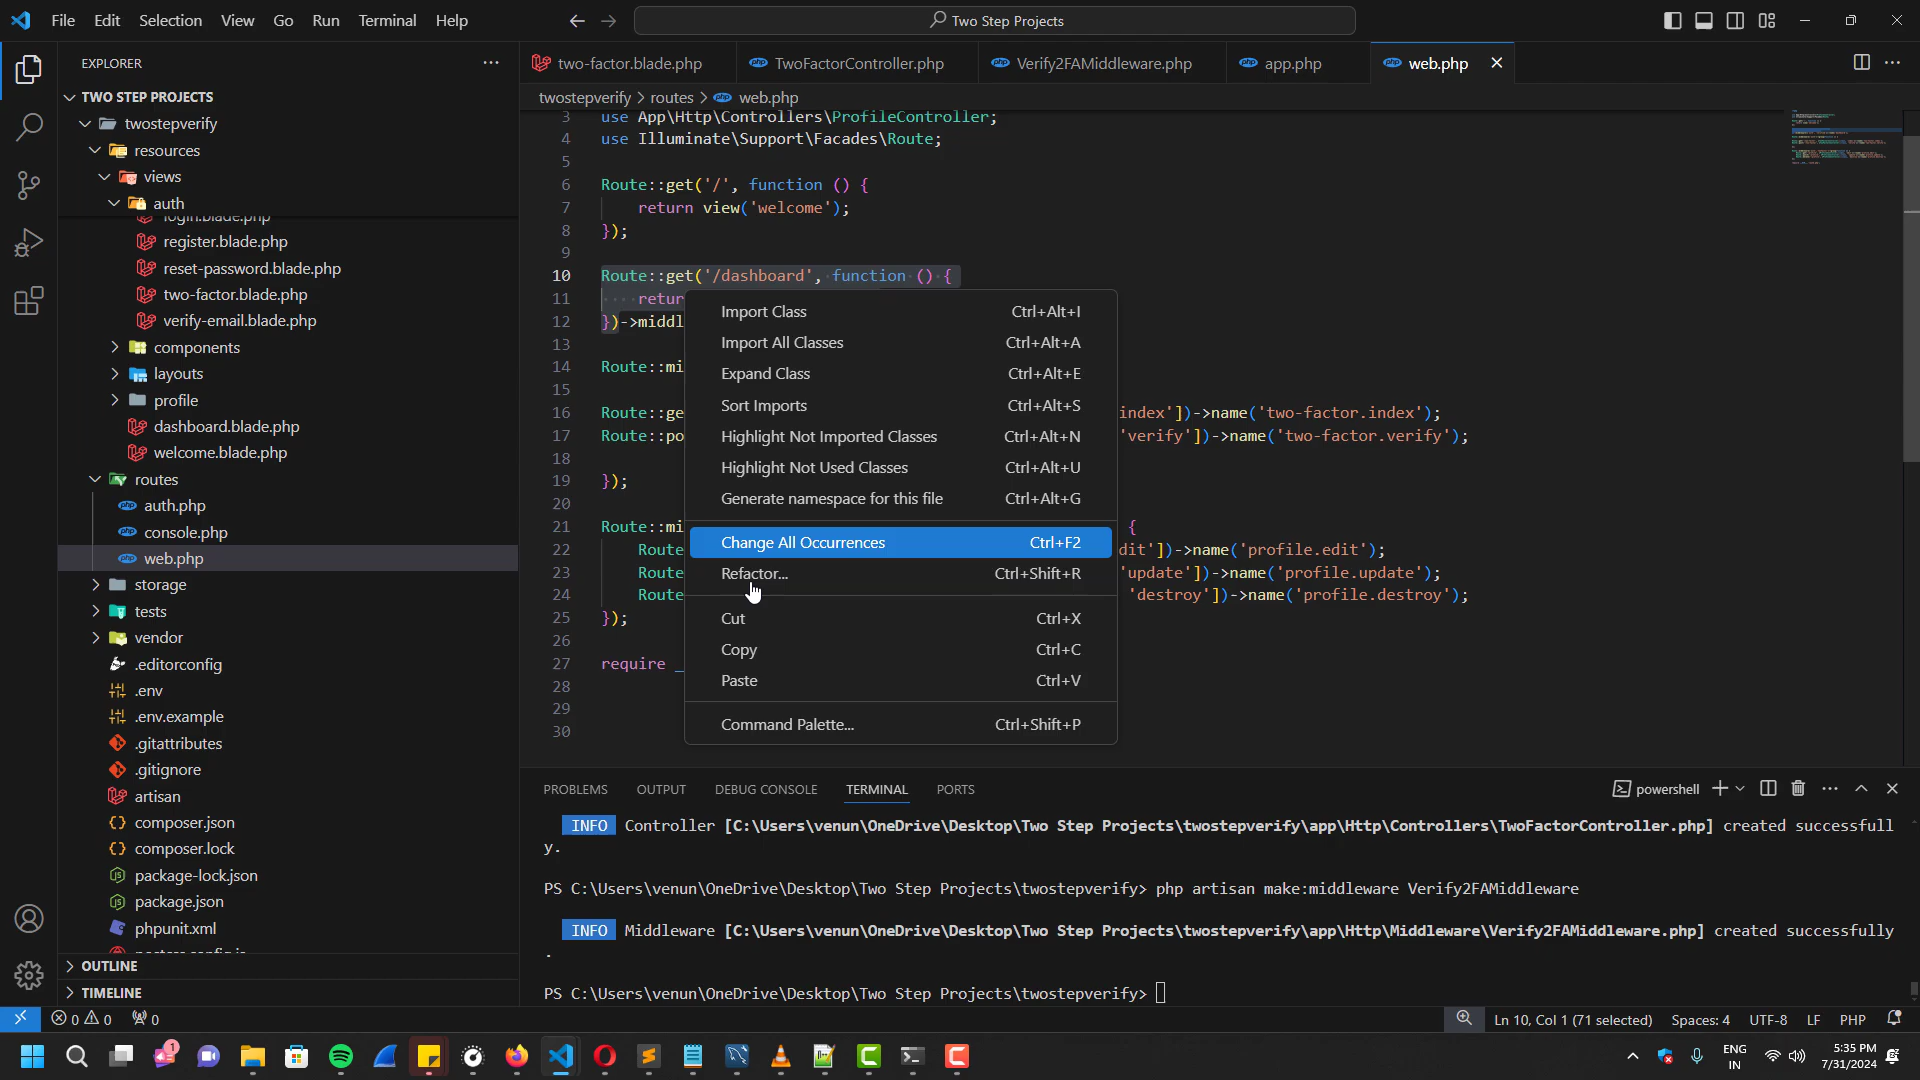 File Edit Selection View Go Run Terminal Help
Two Step Projects
EXPLORER
TWO STEP PROJECTS
twostepverify
resources
views
auth
login.blade.php
register.blade.php
reset-password.blade.php
two-factor.blade.php
verify-email.blade.php
components
layouts
profile
dashboard.blade.php
welcome.blade.php
routes
auth.php
console.php
web.php
storage
tests
vendor
.editorconfig
.env
.env.example
.gitattributes
.gitignore
artisan
composer.json
composer.lock
package-lock.json
package.json
phpunit.xml
OUTLINE
TIMELINE
two-factor.blade.php TwoFactorController.php Verify2FAMiddleware.php app.php web.php
twostepverify > routes > web.php
3 use App\Http\Controllers\ProfileController;
4 use Illuminate\Support\Facades\Route;
5
6 Route::get('/', function () {
7 return view('welcome');
8 });
9
10 Route::get('/dashboard', function () {
11 retur
12 })->middl
13
14 Route::mi
15
16 Route::ge index'])->name('two-factor.index');
17 Route::po 'verify'])->name('two-factor.verify');
18
19 });
20
21 Route::mi {
22 Route dit'])->name('profile.edit');
23 Route 'update'])->name('profile.update');
24 Route 'destroy'])->name('profile.destroy');
25 });
26
27 require _
28
29
30
Import Class Ctrl+Alt+I
Import All Classes Ctrl+Alt+A
Expand Class Ctrl+Alt+E
Sort Imports Ctrl+Alt+S
Highlight Not Imported Classes Ctrl+Alt+N
Highlight Not Used Classes Ctrl+Alt+U
Generate namespace for this file Ctrl+Alt+G
Change All Occurrences Ctrl+F2
Refactor... Ctrl+Shift+R
Cut Ctrl+X
Copy Ctrl+C
Paste Ctrl+V
Command Palette... Ctrl+Shift+P
PROBLEMS OUTPUT DEBUG CONSOLE TERMINAL PORTS
powershell
INFO Controller [C:\Users\venun\OneDrive\Desktop\Two Step Projects\twostepverify\app\Http\Controllers\TwoFactorController.php] created successfull
y.
PS C:\Users\venun\OneDrive\Desktop\Two Step Projects\twostepverify> php artisan make:middleware Verify2FAMiddleware
INFO Middleware [C:\Users\venun\OneDrive\Desktop\Two Step Projects\twostepverify\app\Http\Middleware\Verify2FAMiddleware.php] created successfully
.
PS C:\Users\venun\OneDrive\Desktop\Two Step Projects\twostepverify>
0 0 0
Ln 10, Col 1 (71 selected) Spaces: 4 UTF-8 LF PHP
1
ENG
IN
5:35 PM
7/31/2024